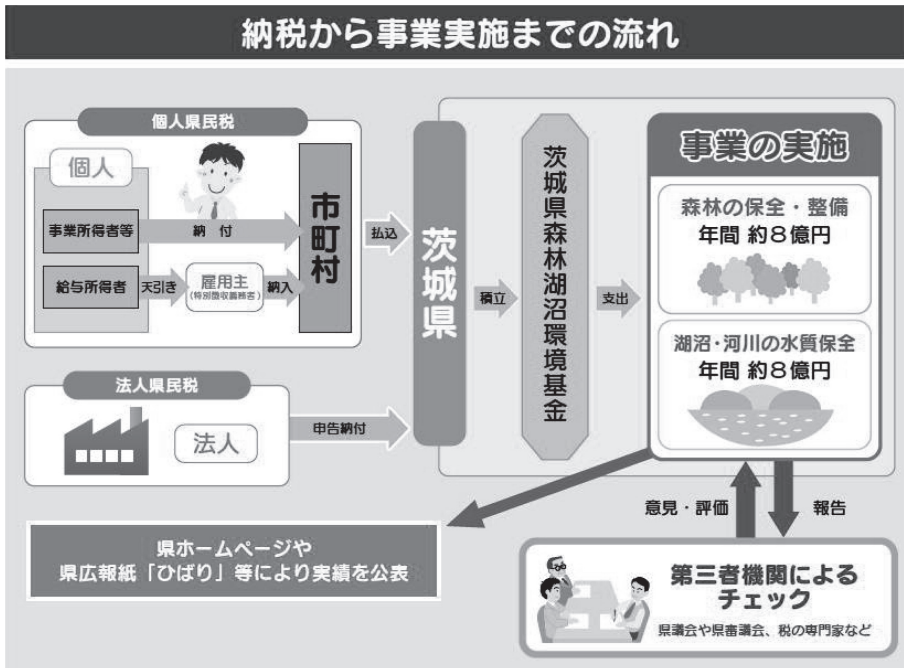 納税から事業実施までの流れ
個人県民税
個人
事業所得者等
納 付
給与所得者
天引き
雇用主
(特別徴収義務者)
納入
市町村
払込
法人県民税
法人
申告納付
茨城県
積立
茨城県森林湖沼環境基金
支出
事業の実施
森林の保全・整備
年間 約8億円
湖沼・河川の水質保全
年間 約8億円
意見・評価
報告
県ホームページや
県広報紙「ひばり」等により実績を公表
第三者機関による
チェック
県議会や県審議会、税の専門家など